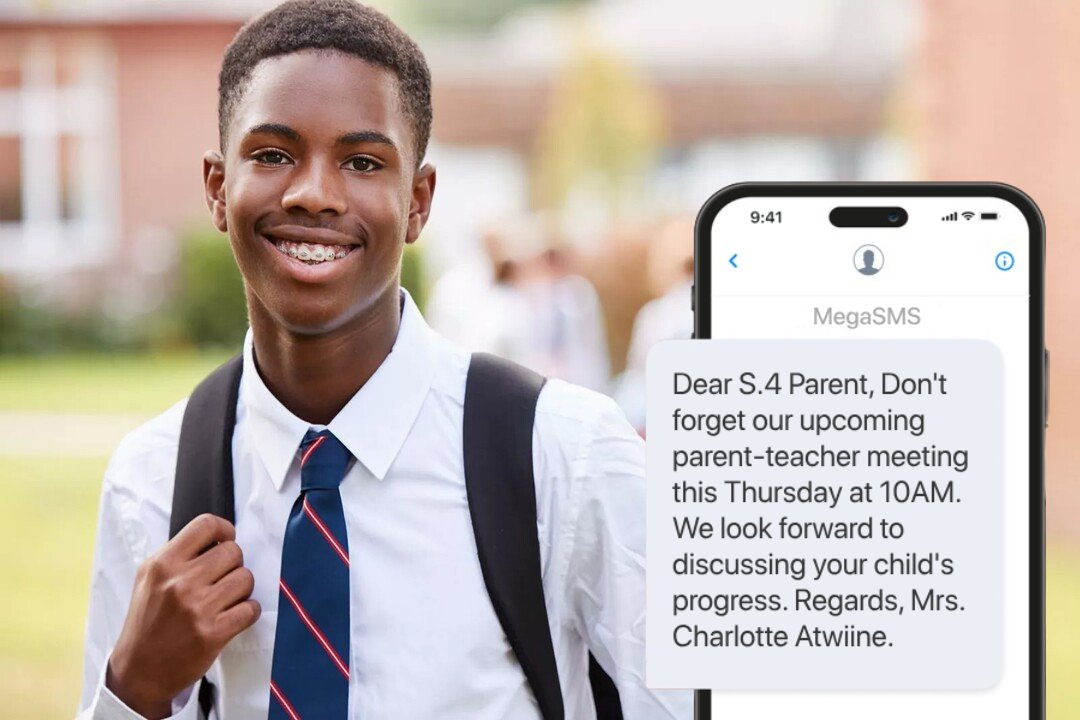 9:41
MegaSMS
Dear S.4 Parent, Don't
forget our upcoming
parent-teacher meeting
this Thursday at 10AM.
We look forward to
discussing your child's
progress. Regards, Mrs.
Charlotte Atwiine.